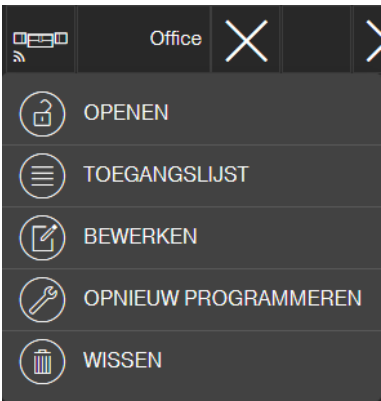 Office
OPENEN
TOEGANGSLIJST
BEWERKEN
OPNIEUW PROGRAMMEREN
WISSEN